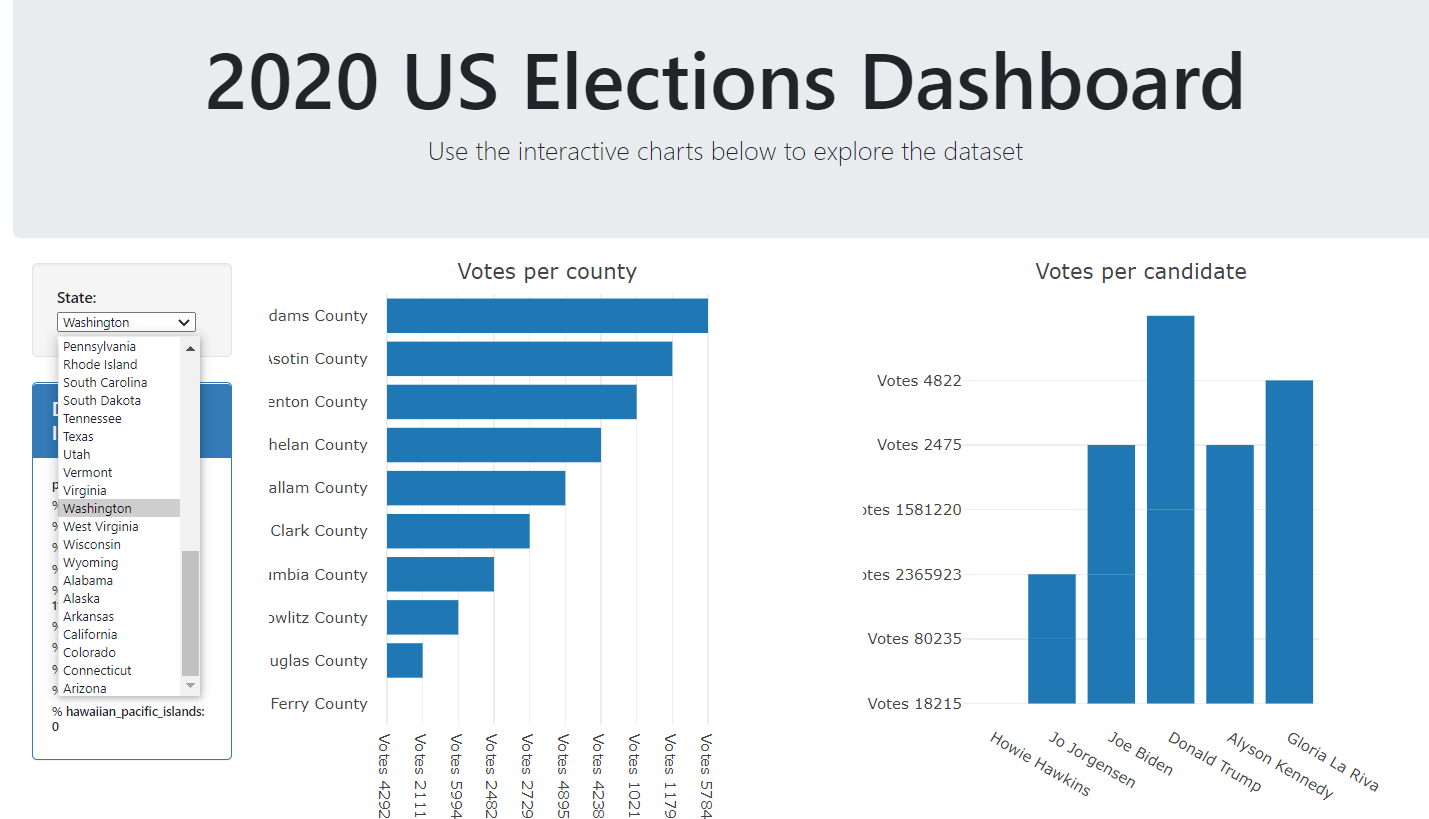 2020 US Elections Dashboard
Use the interactive charts below to explore the dataset
State:
Washington
Pennsylvania
Rhode Island
South Carolina
South Dakota
Tennessee
Texas
Utah
Vermont
Virginia
Washington
West Virginia
Wisconsin
Wyoming
Alabama
Alaska
Arkansas
California
Colorado
Connecticut
Arizona
% hawaiian_pacific_islands:
0
Votes per county
dams County
Asotin County
enton County
helan County
allam County
Clark County
umbia County
owlitz County
uglas County
Ferry County
Votes 4292
Votes 2111
Votes 5994
Votes 2482
Votes 2729
Votes 4895
Votes 4238
Votes 1021
Votes 1179
Votes 5784
Votes per candidate
Votes 4822
Votes 2475
otes 1581220
otes 2365923
Votes 80235
Votes 18215
Howie Hawkins
Jo Jorgensen
Joe Biden
Donald Trump
Alyson Kennedy
Gloria La Riva